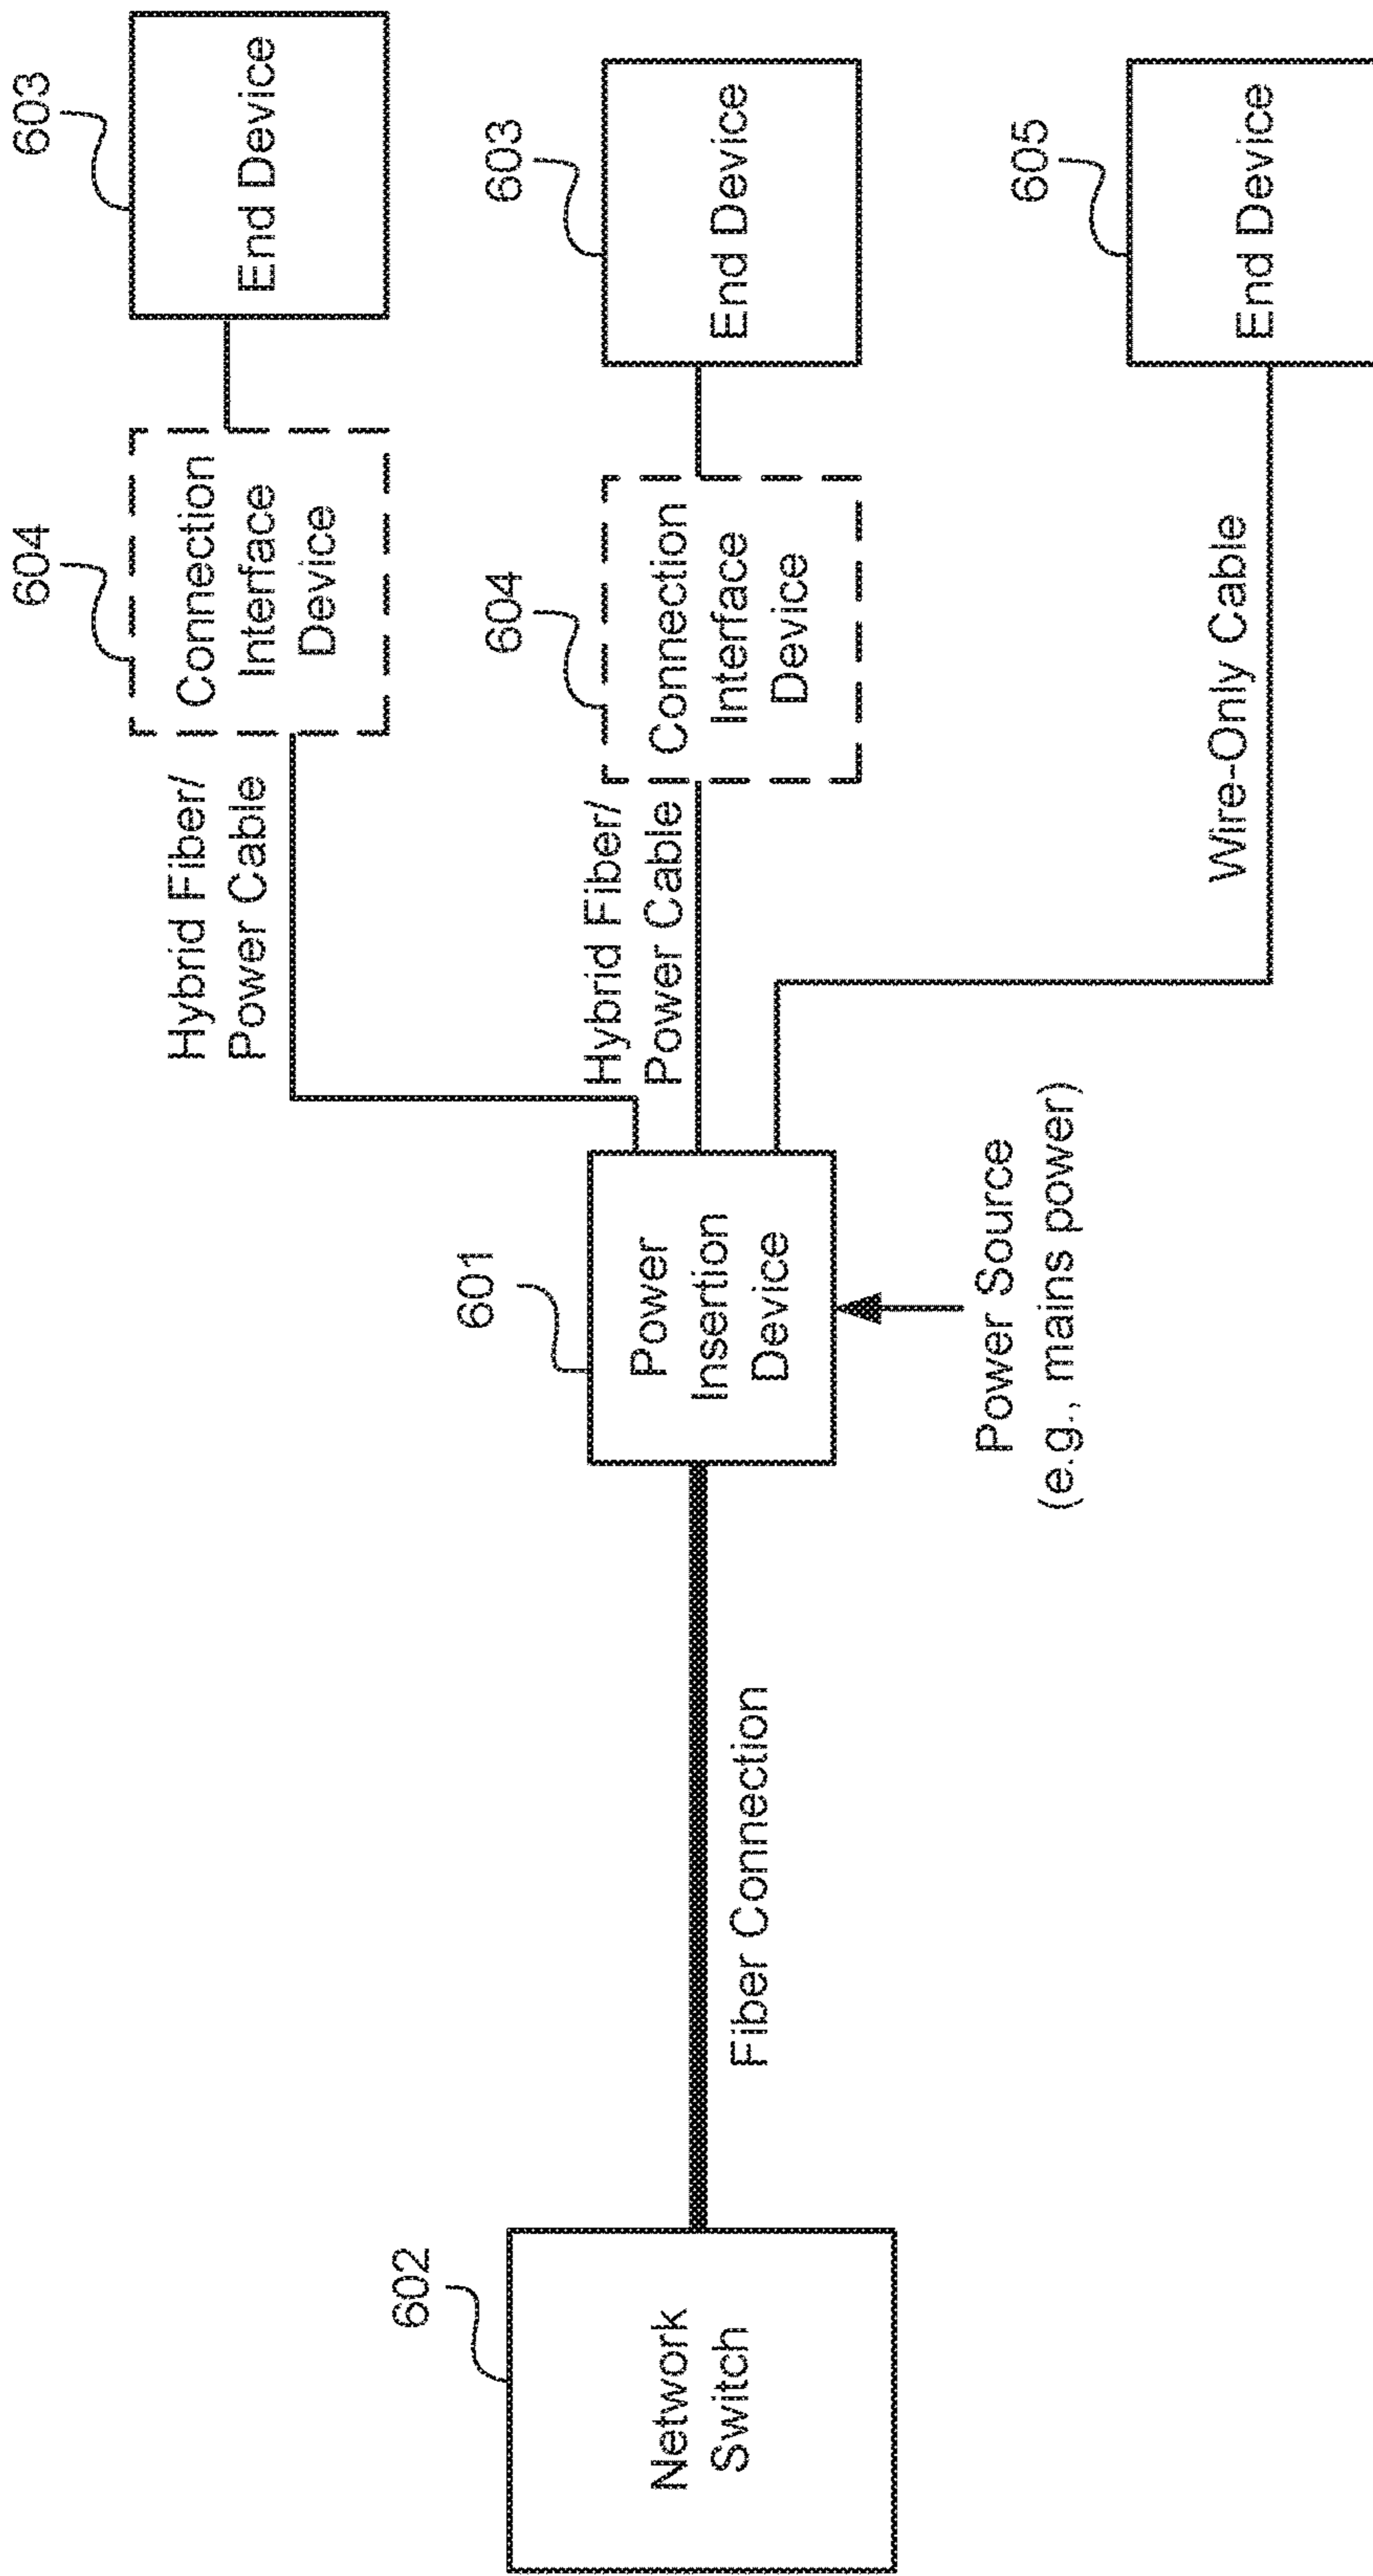 603
End Device
604
Connection
Interface
Device
Hybrid Fiber/
Power Cable
603
End Device
604
Connection
Interface
Device
Hybrid Fiber/
Power Cable
605
End Device
Wire-Only Cable
601
Power
Insertion
Device
Power Source
(e.g., mains power)
Fiber Connection
602
Network
Switch